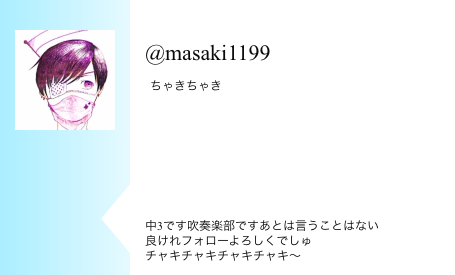 @masaki1199
ちゃきちゃき
中3です吹奏楽部ですあとは言うことはない
良けれフォローよろしくでしゅ
チャキチャキチャキチャキ〜